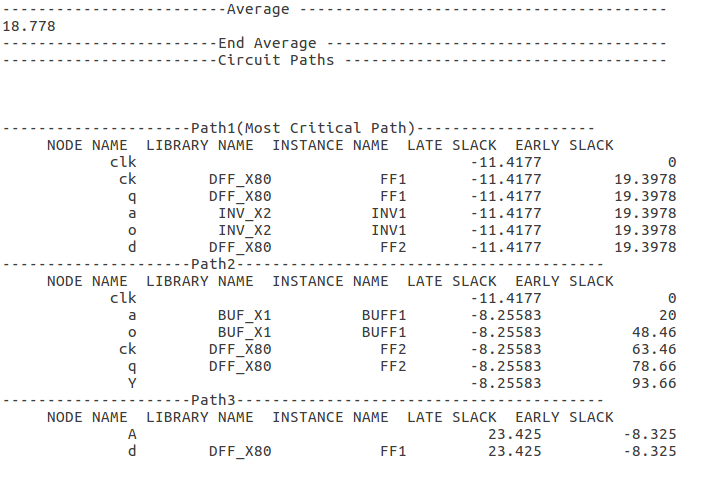 -------------------------Average -----------------------------------------
18.778
------------------------End Average --------------------------------------
------------------------Circuit Paths ------------------------------------
---------------------Path1(Most Critical Path)--------------------
NODE NAME  LIBRARY NAME  INSTANCE NAME  LATE SLACK  EARLY SLACK
clk -11.4177 0
ck DFF_X80 FF1 -11.4177 19.3978
q DFF_X80 FF1 -11.4177 19.3978
a INV_X2 INV1 -11.4177 19.3978
o INV_X2 INV1 -11.4177 19.3978
d DFF_X80 FF2 -11.4177 19.3978
---------------------Path2-----------------------------------------
NODE NAME  LIBRARY NAME  INSTANCE NAME  LATE SLACK  EARLY SLACK
clk -11.4177 0
a BUF_X1 BUFF1 -8.25583 20
o BUF_X1 BUFF1 -8.25583 48.46
ck DFF_X80 FF2 -8.25583 63.46
q DFF_X80 FF2 -8.25583 78.66
Y -8.25583 93.66
---------------------Path3-----------------------------------------
NODE NAME  LIBRARY NAME  INSTANCE NAME  LATE SLACK  EARLY SLACK
A 23.425 -8.325
d DFF_X80 FF1 23.425 -8.325